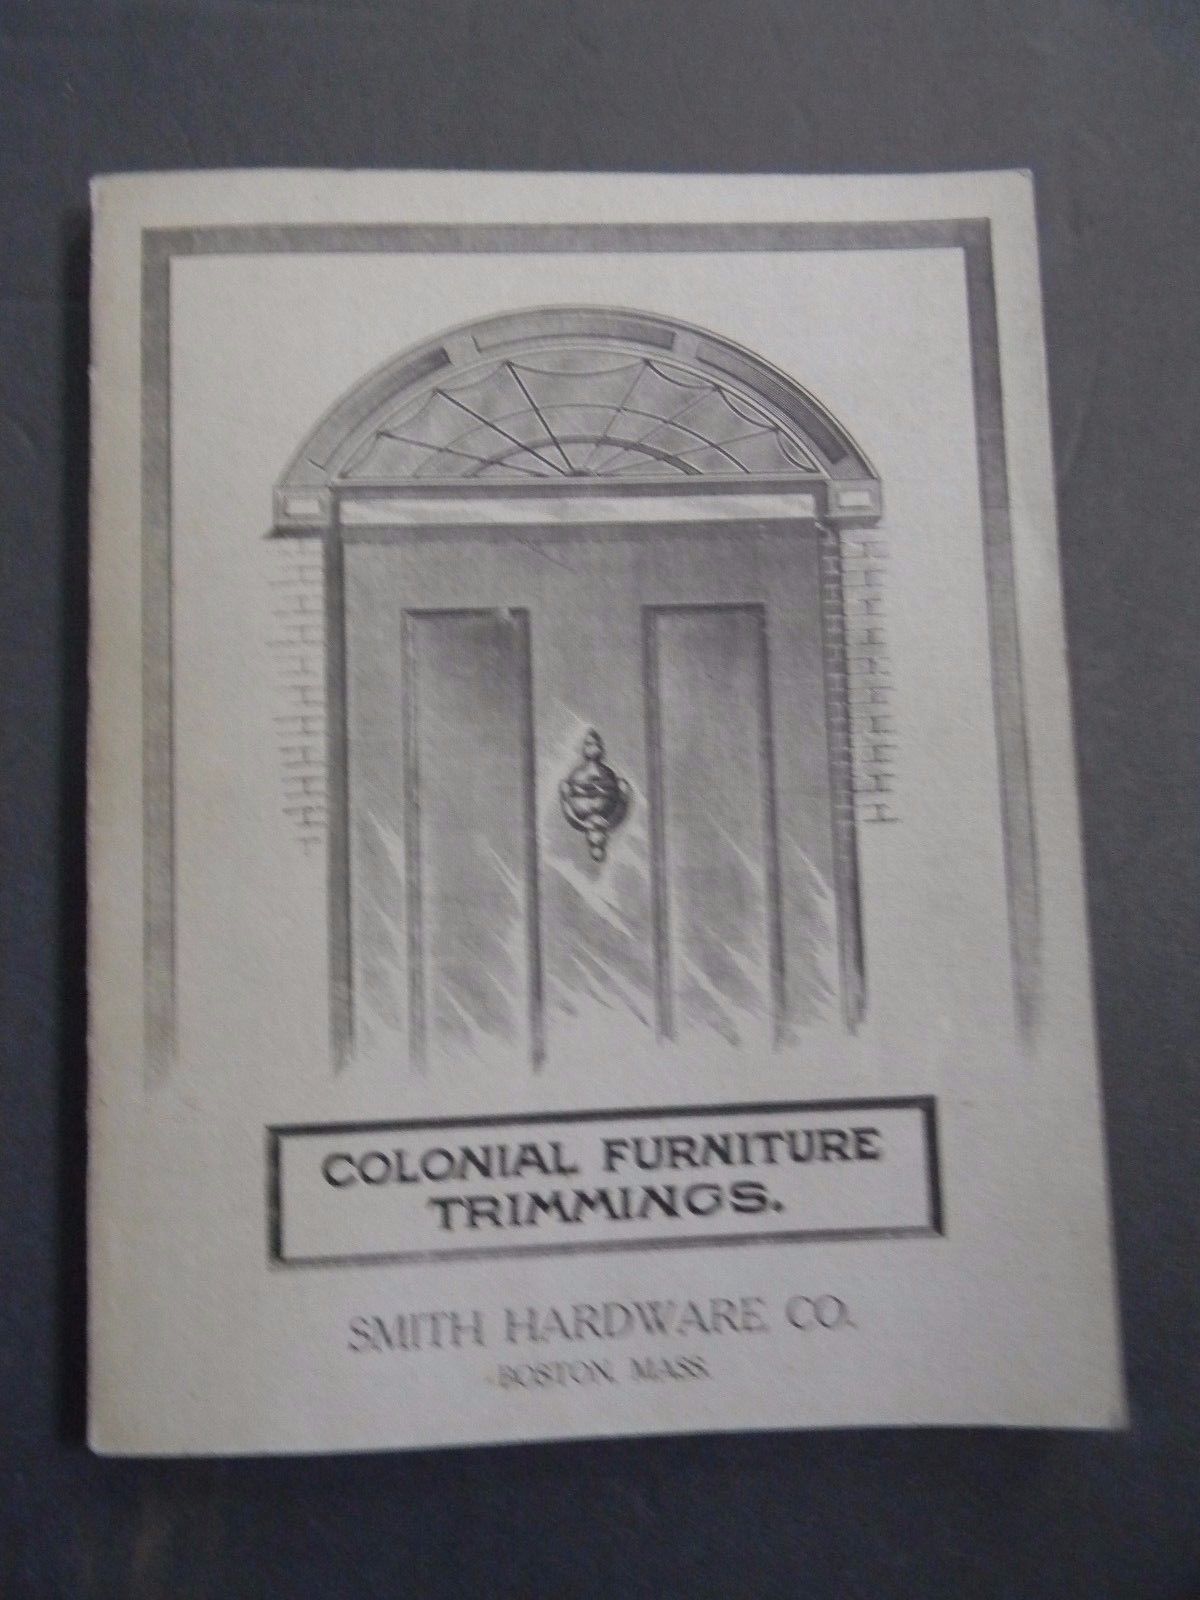 COLONIAL FURNITURE
TRIMMINGS.
SMITH HARDWARE CO.
BOSTON, MASS.